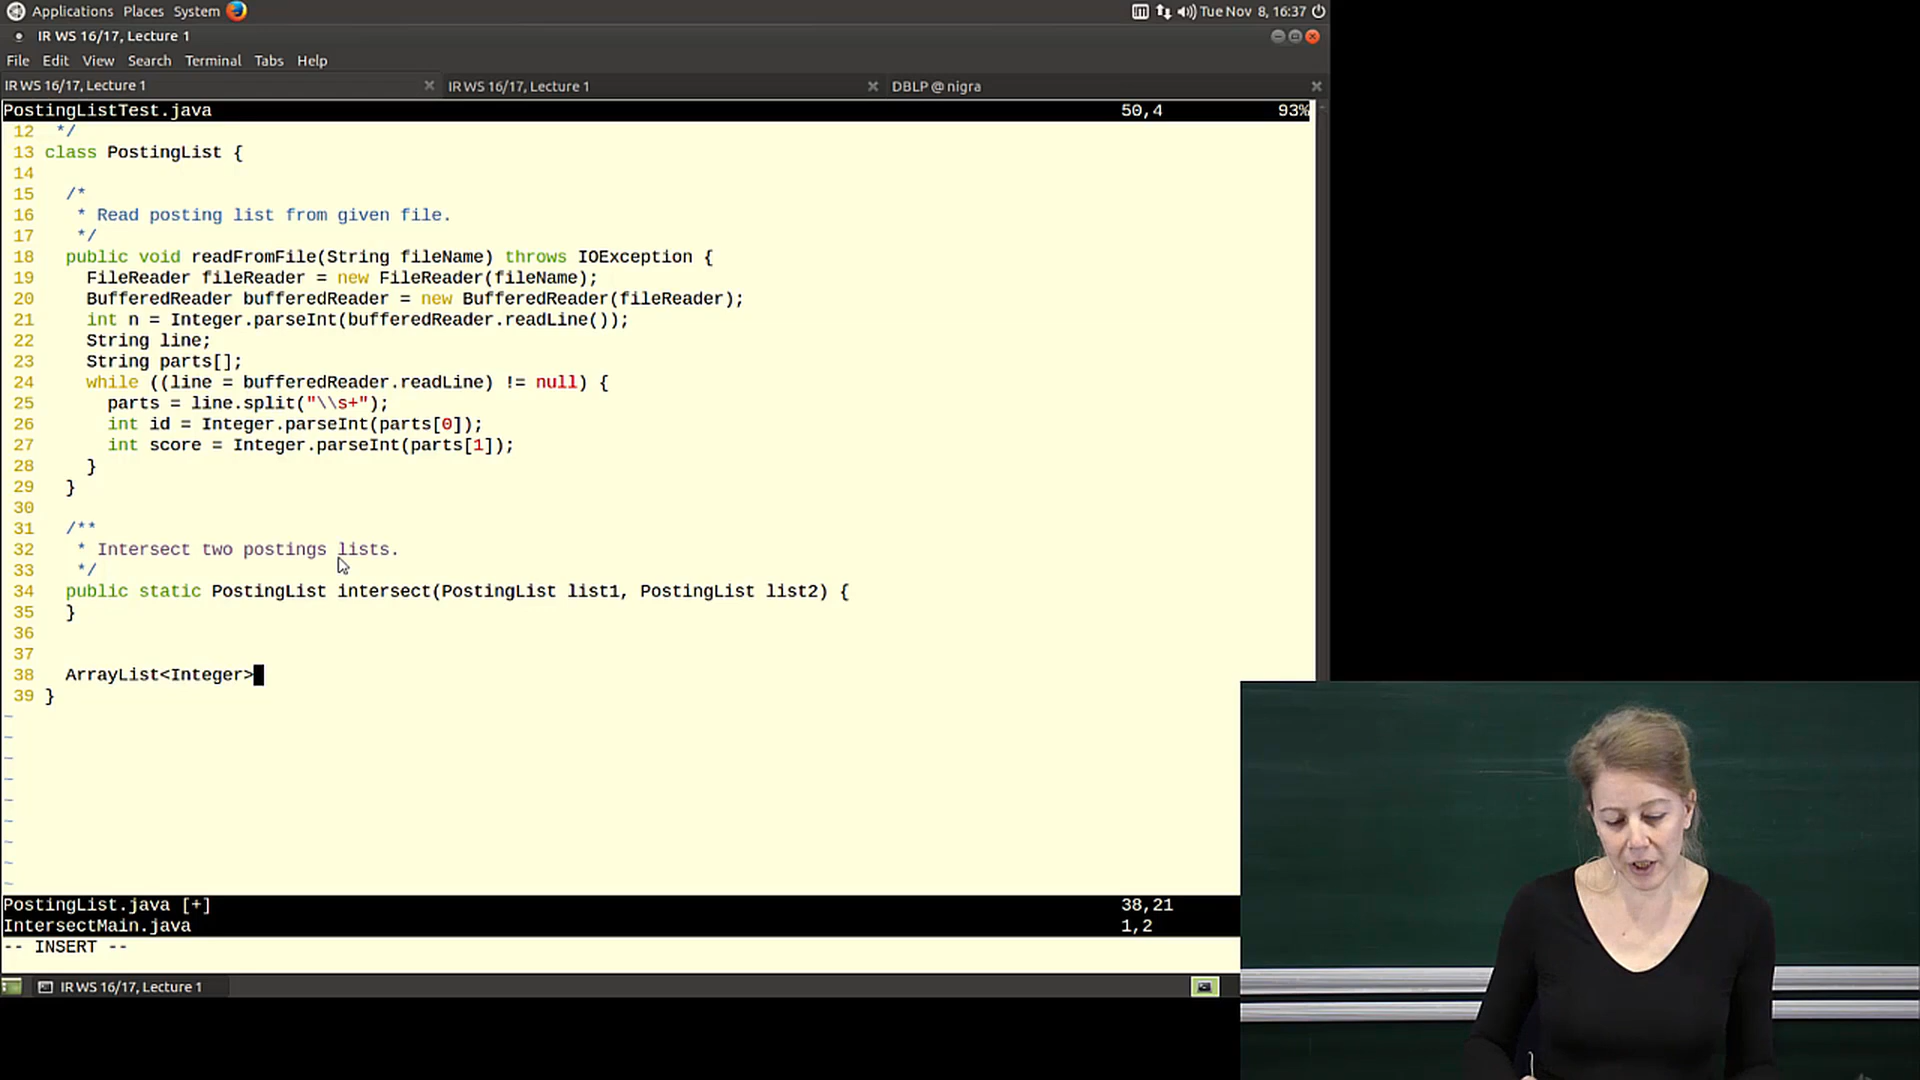 Applications Places System Tue Nov 8, 16:37
IR WS 16/17, Lecture 1
File Edit View Search Terminal Tabs Help
IR WS 16/17, Lecture 1 IR WS 16/17, Lecture 1 DBLP @ nigra
PostingListTest.java 50,4 93%
12 */
13 class PostingList {
14
15 /*
16 * Read posting list from given file.
17 */
18 public void readFromFile(String fileName) throws IOException {
19 FileReader fileReader = new FileReader(fileName);
20 BufferedReader bufferedReader = new BufferedReader(fileReader);
21 int n = Integer.parseInt(bufferedReader.readLine());
22 String line;
23 String parts[];
24 while ((line = bufferedReader.readLine) != null) {
25 parts = line.split("\\s+");
26 int id = Integer.parseInt(parts[0]);
27 int score = Integer.parseInt(parts[1]);
28 }
29 }
30
31 /**
32 * Intersect two postings lists.
33 */
34 public static PostingList intersect(PostingList list1, PostingList list2) {
35 }
36
37
38 ArrayList<Integer>
39 }
~
~
~
~
~
~
~
~
~
PostingList.java [+] 38,21
IntersectMain.java 1,2
-- INSERT --
IR WS 16/17, Lecture 1